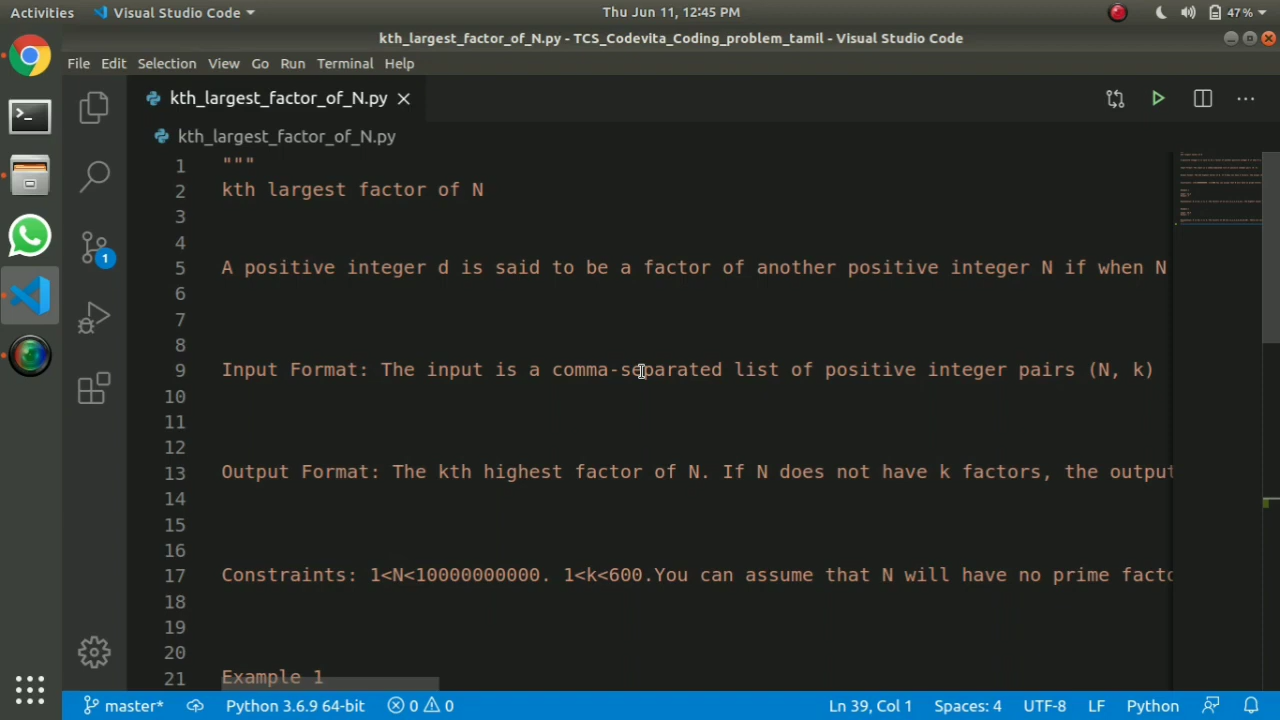 Activities Visual Studio Code Thu Jun 11, 12:45 PM 47%
kth_largest_factor_of_N.py - TCS_Codevita_Coding_problem_tamil - Visual Studio Code
File Edit Selection View Go Run Terminal Help
kth_largest_factor_of_N.py
kth_largest_factor_of_N.py
1 """
2 kth largest factor of N
3
4
5 A positive integer d is said to be a factor of another positive integer N if when N
6
7
8
9 Input Format: The input is a comma-separated list of positive integer pairs (N, k)
10
11
12
13 Output Format: The kth highest factor of N. If N does not have k factors, the output
14
15
16
17 Constraints: 1<N<10000000000. 1<k<600.You can assume that N will have no prime facto
18
19
20
21 Example 1
1
master* Python 3.6.9 64-bit 0 0 Ln 39, Col 1 Spaces: 4 UTF-8 LF Python